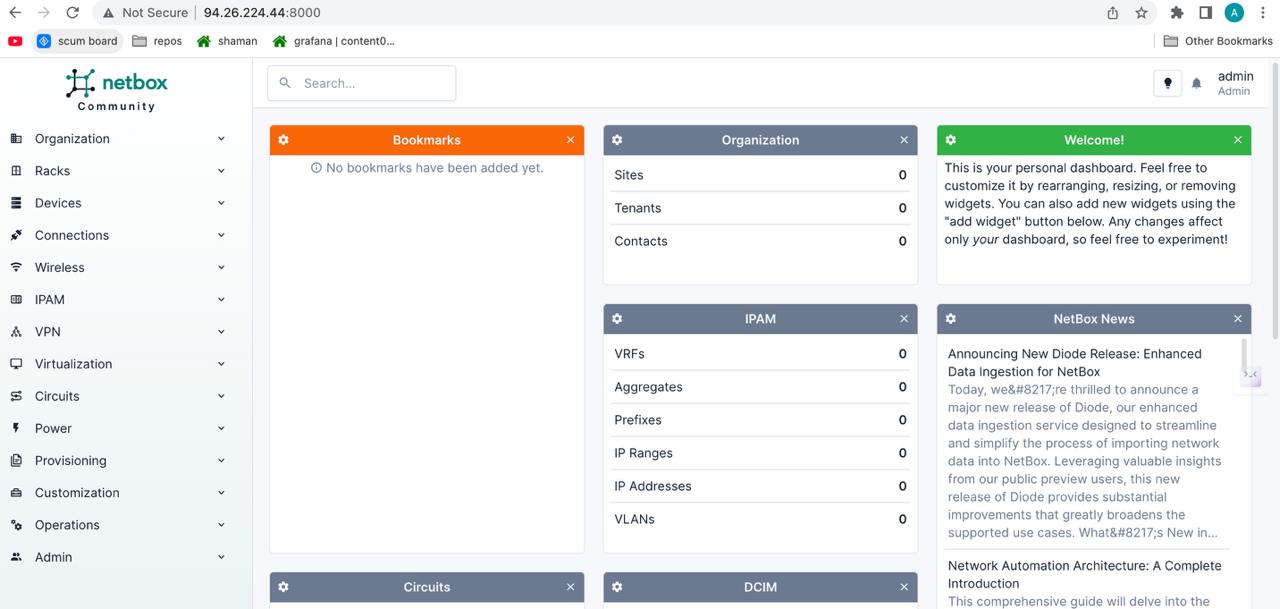 Not Secure
94.26.224.44:8000
A
scum board
repos
shaman
grafana | content0...
Other Bookmarks
netbox
Community
Search...
admin
Admin
Organization
Racks
Devices
Connections
Wireless
IPAM
VPN
Virtualization
Circuits
Power
Provisioning
Customization
Operations
Admin
Bookmarks
No bookmarks have been added yet.
Organization
Sites 0
Tenants 0
Contacts 0
Welcome!
This is your personal dashboard. Feel free to
customize it by rearranging, resizing, or removing
widgets. You can also add new widgets using the
"add widget" button below. Any changes affect
only your dashboard, so feel free to experiment!
IPAM
VRFs 0
Aggregates 0
Prefixes 0
IP Ranges 0
IP Addresses 0
VLANs 0
NetBox News
Announcing New Diode Release: Enhanced
Data Ingestion for NetBox
Today, we&#8217;re thrilled to announce a
major new release of Diode, our enhanced
data ingestion service designed to streamline
and simplify the process of importing network
data into NetBox. Leveraging valuable insights
from our public preview users, this new
release of Diode provides substantial
improvements that greatly broadens the
supported use cases. What&#8217;s New in...
Network Automation Architecture: A Complete
Introduction
This comprehensive guide will delve into the
Circuits
DCIM